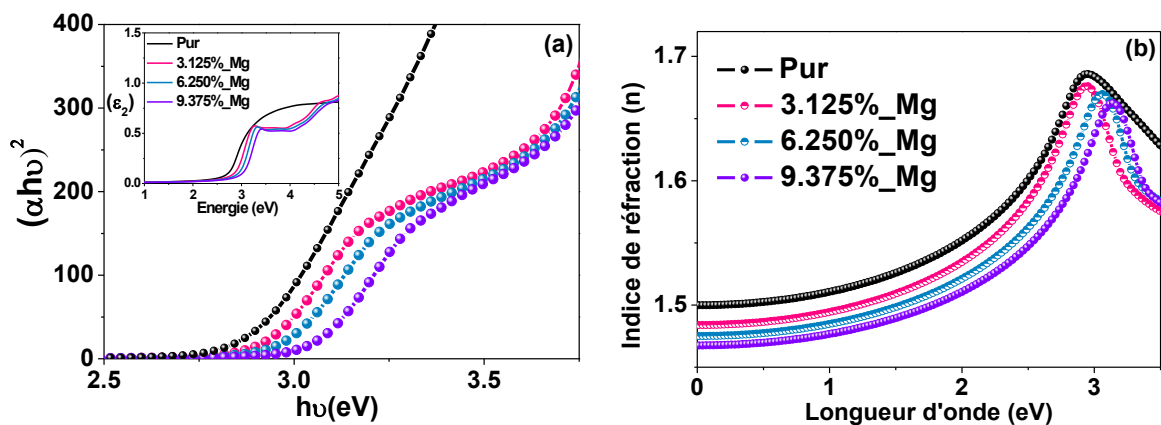 400
300
200
100
0
(αhυ)²
2.5
3.0
3.5
hυ(eV)
(a)
Pur
3.125%_Mg
6.250%_Mg
9.375%_Mg
1.5
1.0
(ε₂)
0.5
0.0
1
2
3
4
5
Energie (eV)
(b)
Pur
3.125%_Mg
6.250%_Mg
9.375%_Mg
1.7
1.6
1.5
Indice de réfraction (n)
0
1
2
3
Longueur d'onde (eV)